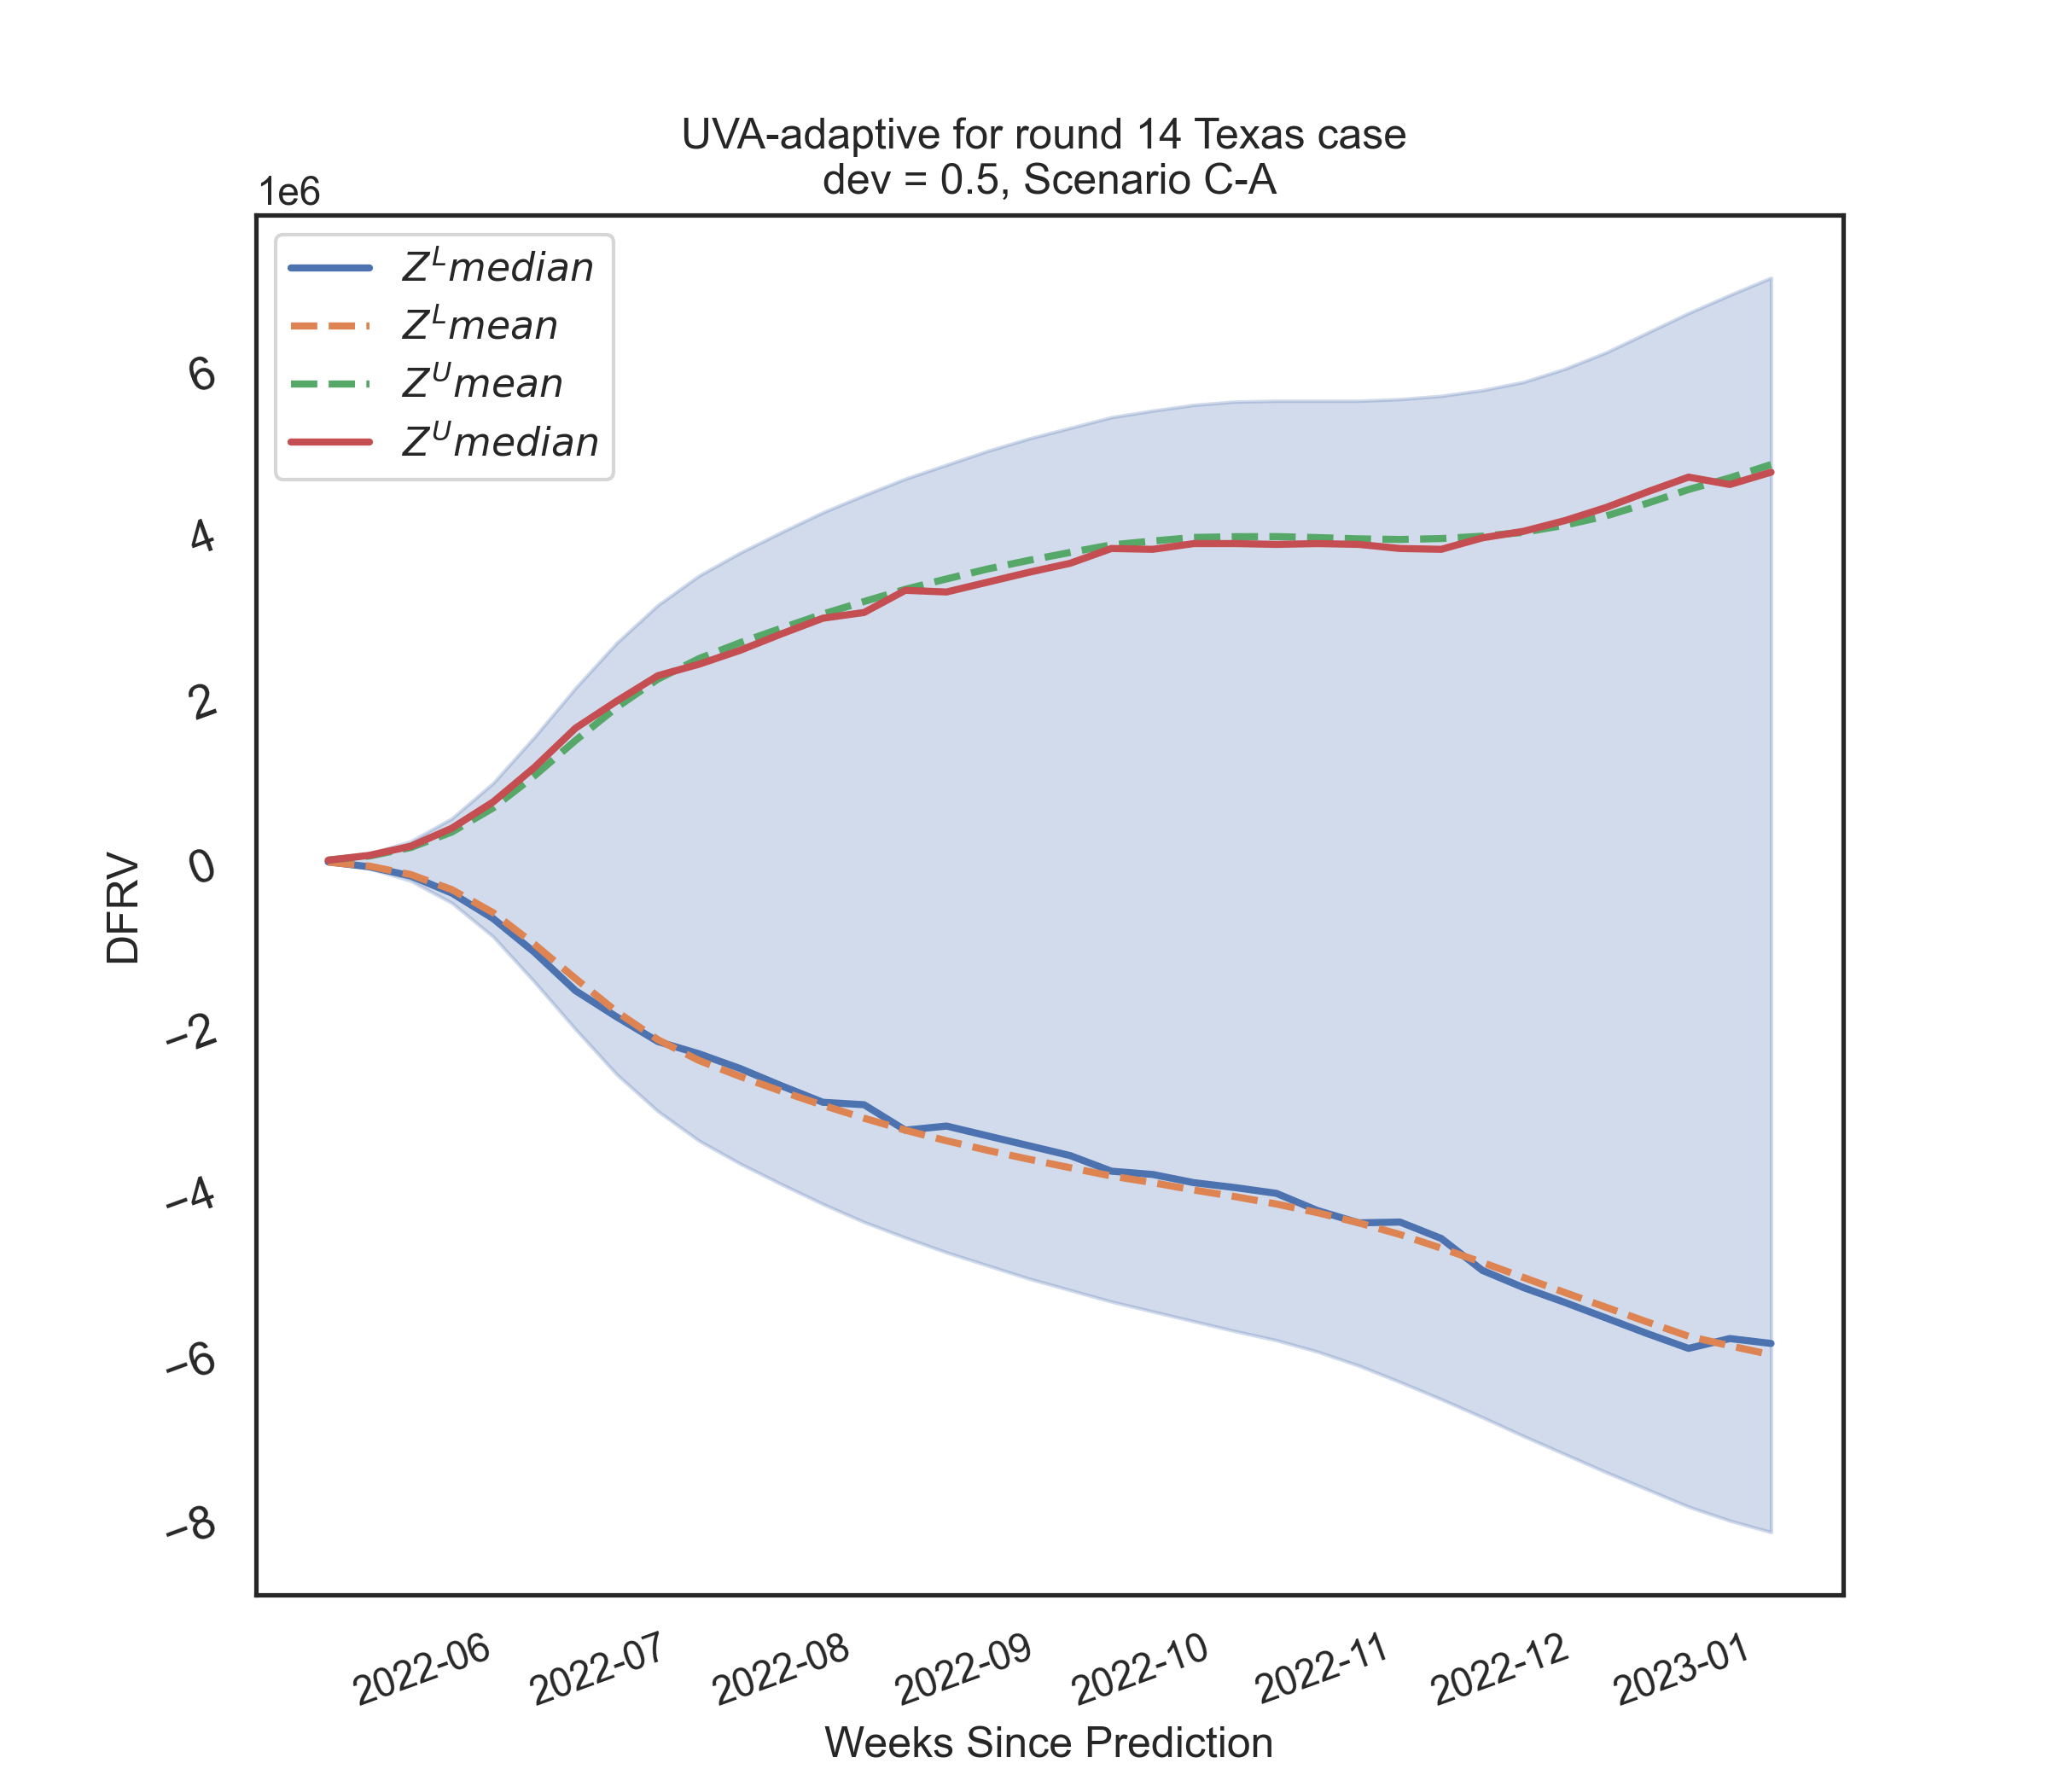 UVA-adaptive for round 14 Texas case
dev = 0.5, Scenario C-A
1e6
Z^L median
Z^L mean
Z^U mean
Z^U median
6
4
2
0
−2
−4
−6
−8
DFRV
2022-06
2022-07
2022-08
2022-09
2022-10
2022-11
2022-12
2023-01
Weeks Since Prediction